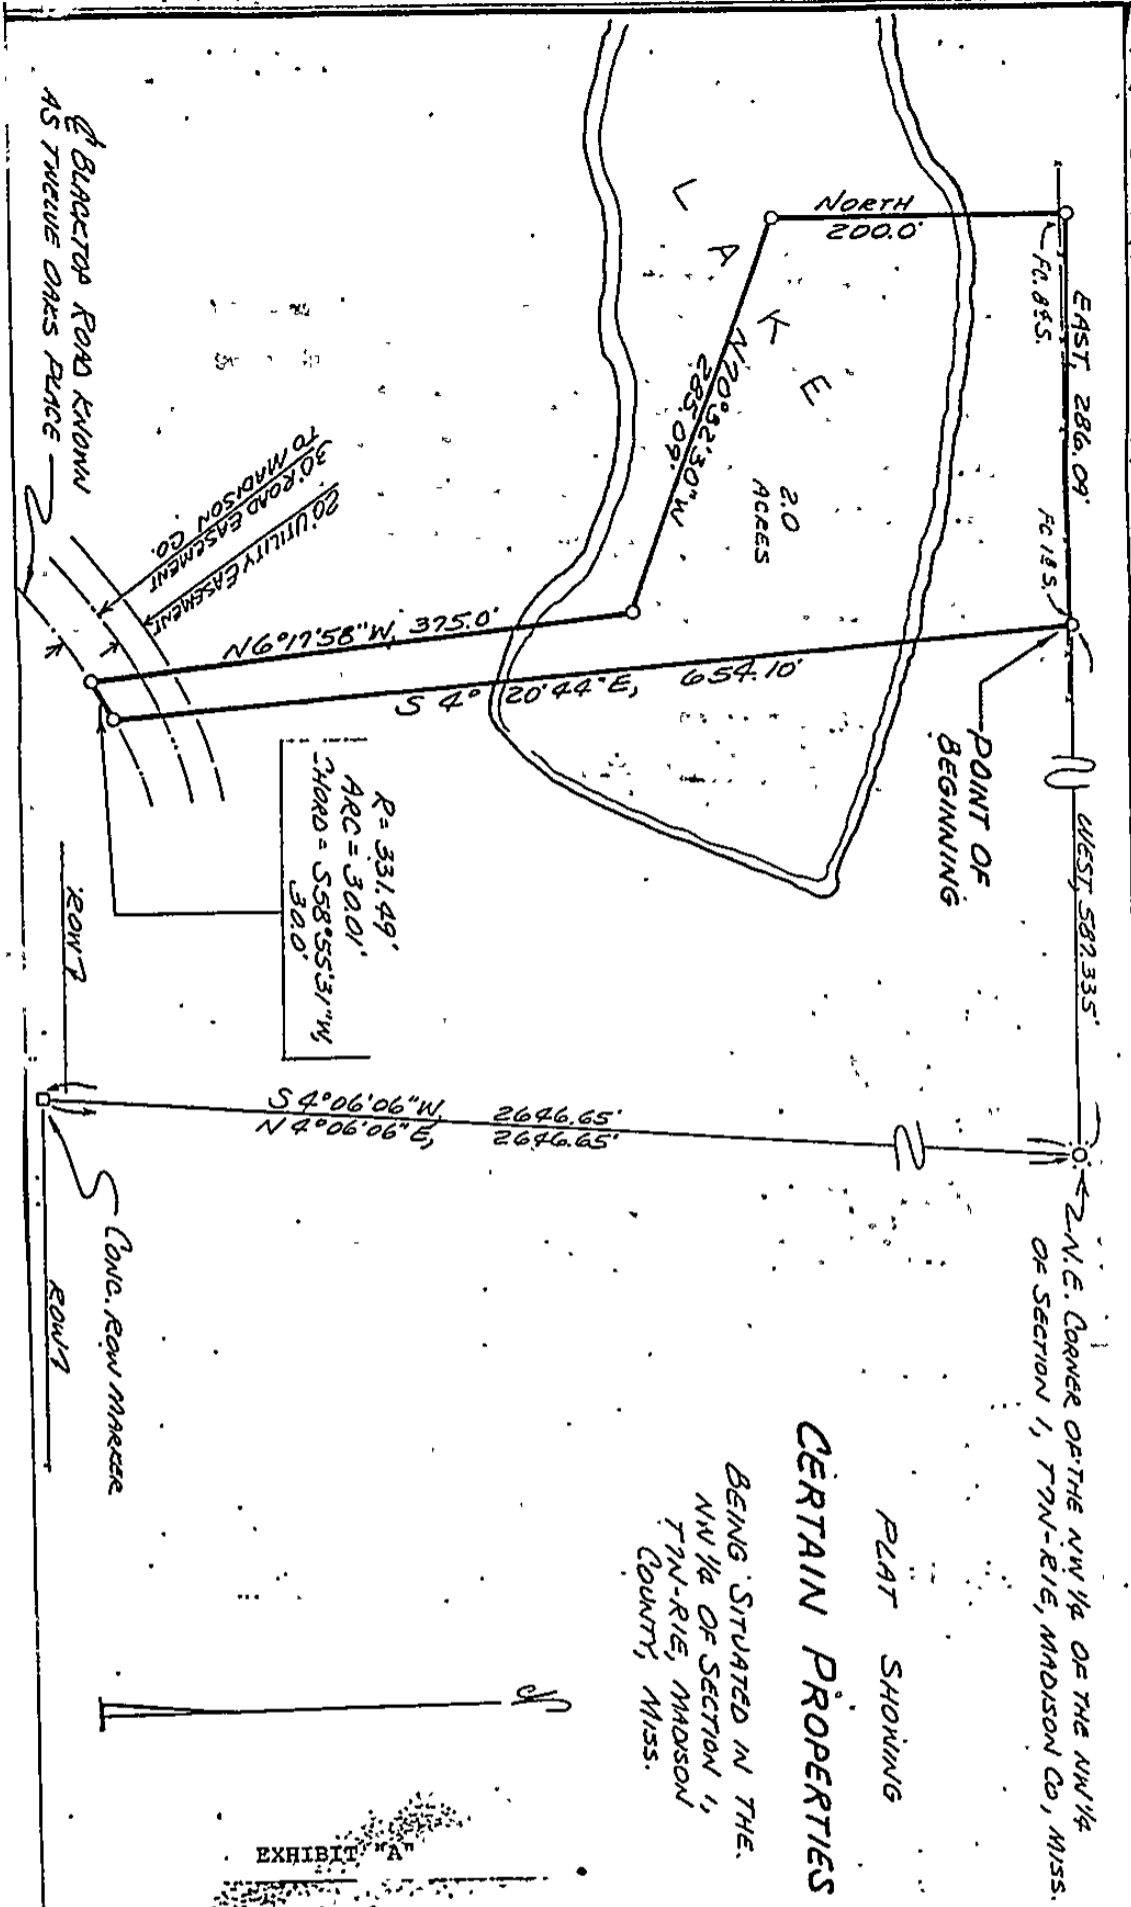 NORTH
200.0'
FC. 8'±S.
EAST, 286.09'
FC 1'±S.
WEST, 587.335'
N.E. CORNER OF THE NW 1/4 OF THE NW 1/4
OF SECTION 1, T7N-R1E, MADISON CO, MISS.
LAKE
N70°52'30"W
285.09'
2.0
ACRES
POINT OF
BEGINNING
PLAT SHOWING
CERTAIN PROPERTIES
BEING SITUATED IN THE
NW 1/4 OF SECTION 1,
T7N-R1E, MADISON
COUNTY, MISS.
N6°17'58"W, 375.0'
S 4° 20'44"E, 654.10'
20' UTILITY EASEMENT
30' ROAD EASEMENT
TO MADISON CO.
℄ BLACKTOP ROAD KNOWN
AS TWELVE OAKS PLACE
R=331.49'
ARC=30.01'
CHORD=S58°55'31"W,
30.0'
S 4°06'06"W, 2646.65'
N 4°06'06"E, 2646.65'
ROW
CONC. ROW MARKER
ROW
EXHIBIT "A"